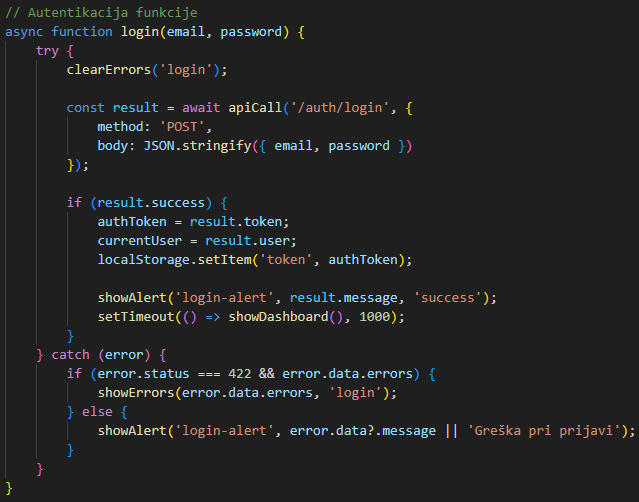 // Autentikacija funkcije
async function login(email, password) {
    try {
        clearErrors('login');

        const result = await apiCall('/auth/login', {
            method: 'POST',
            body: JSON.stringify({ email, password })
        });

        if (result.success) {
            authToken = result.token;
            currentUser = result.user;
            localStorage.setItem('token', authToken);

            showAlert('login-alert', result.message, 'success');
            setTimeout(() => showDashboard(), 1000);
        }
    } catch (error) {
        if (error.status === 422 && error.data.errors) {
            showErrors(error.data.errors, 'login');
        } else {
            showAlert('login-alert', error.data?.message || 'Greška pri prijavi');
        }
    }
}